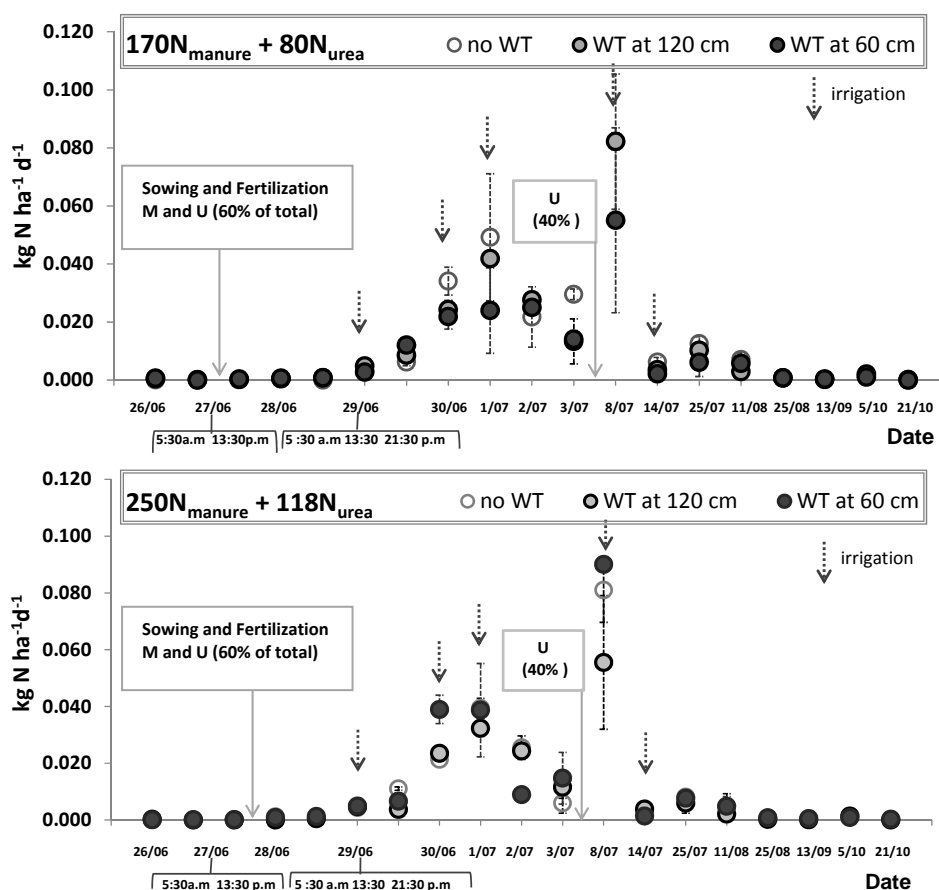 170Nmanure + 80Nurea no WT WT at 120 cm WT at 60 cm
irrigation
Sowing and Fertilization
M and U (60% of total)
U
(40% )
kg N ha-1 d-1)
0.120
0.100
0.080
0.060
0.040
0.020
0.000
26/06 27/06 28/06 29/06 30/06 1/07 2/07 3/07 8/07 14/07 25/07 11/08 25/08 13/09 5/10 21/10
5:30a.m 13:30p.m 5 :30 a.m 13:30 21:30 p.m
Date
250Nmanure + 118Nurea no WT WT at 120 cm WT at 60 cm
irrigation
Sowing and Fertilization
M and U (60% of total)
U
(40% )
kg N ha-1d-1)
0.120
0.100
0.080
0.060
0.040
0.020
0.000
26/06 27/06 28/06 29/06 30/06 1/07 2/07 3/07 8/07 14/07 25/07 11/08 25/08 13/09 5/10 21/10
5:30a.m 13:30 p.m 5 :30 a.m 13:30 21:30 p.m
Date